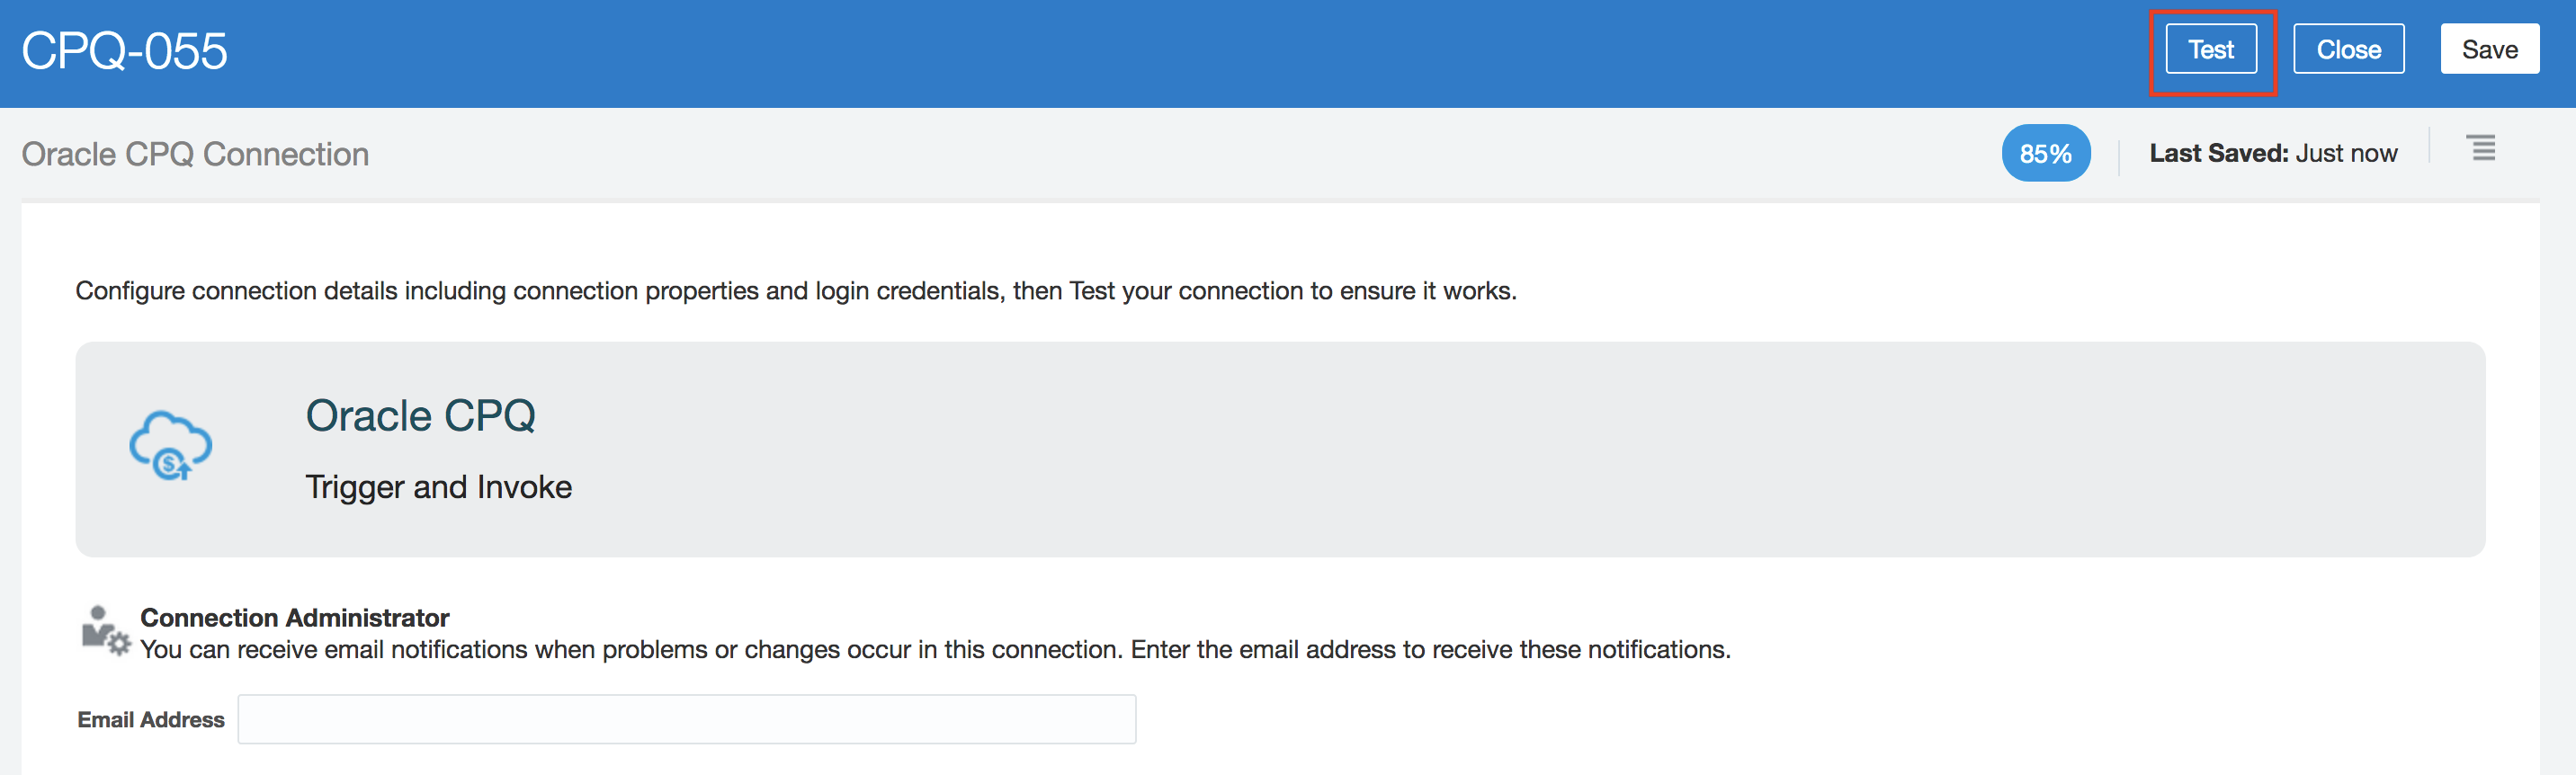 CPQ-055
Test
Close
Save
Oracle CPQ Connection
85%
Last Saved: Just now
Configure connection details including connection properties and login credentials, then Test your connection to ensure it works.
Oracle CPQ
Trigger and Invoke
Connection Administrator
You can receive email notifications when problems or changes occur in this connection. Enter the email address to receive these notifications.
Email Address